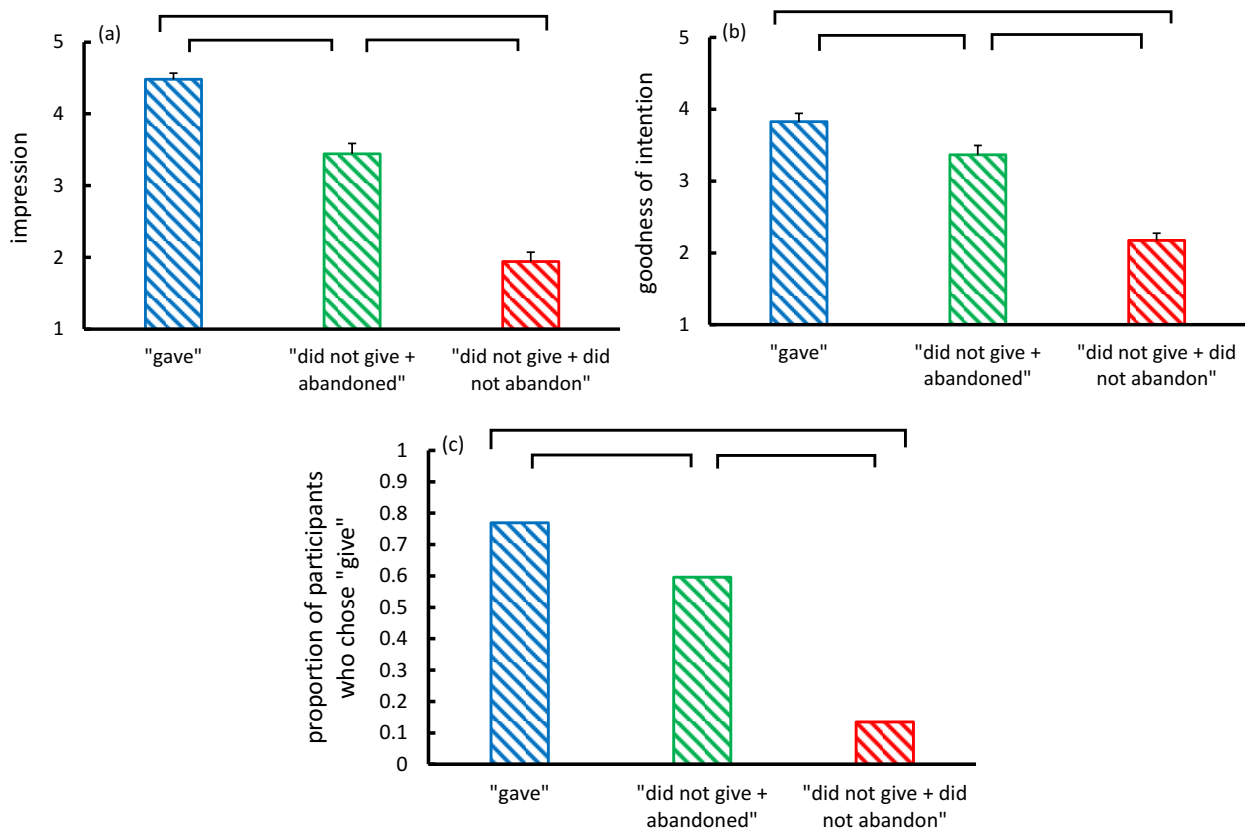 (a)
impression
5
4
3
2
1
"gave"
"did not give +
abandoned"
"did not give + did
not abandon"
(b)
goodness of intention
5
4
3
2
1
"gave"
"did not give +
abandoned"
"did not give + did
not abandon"
(c)
proportion of participants
who chose "give"
1
0.9
0.8
0.7
0.6
0.5
0.4
0.3
0.2
0.1
0
"gave"
"did not give +
abandoned"
"did not give + did
not abandon"